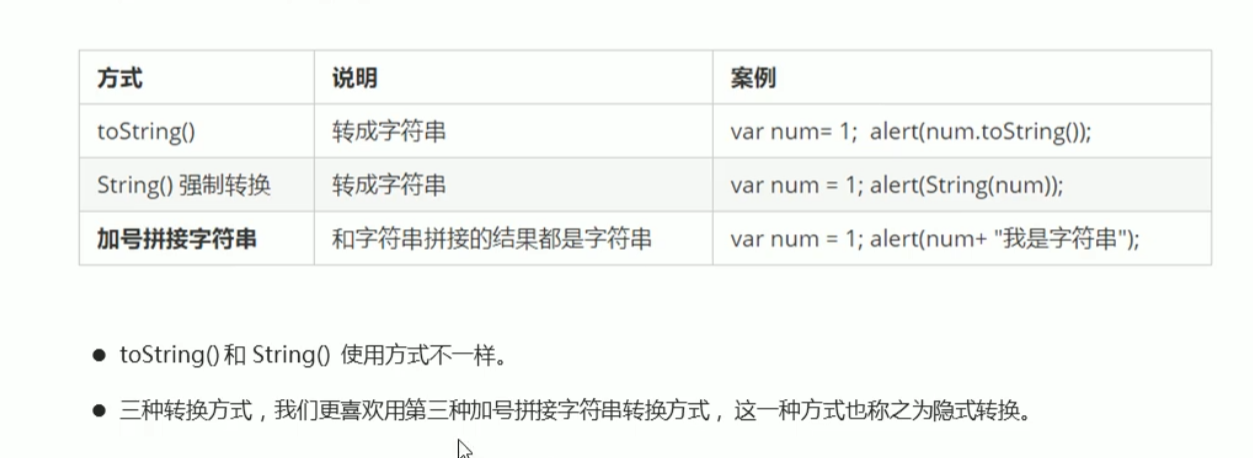 方式 说明 案例
toString() 转成字符串 var num= 1; alert(num.toString());
String() 强制转换 转成字符串 var num = 1; alert(String(num));
加号拼接字符串 和字符串拼接的结果都是字符串 var num = 1; alert(num+ "我是字符串");
● toString()和 String() 使用方式不一样。
● 三种转换方式，我们更喜欢用第三种加号拼接字符串转换方式，这一种方式也称之为隐式转换。